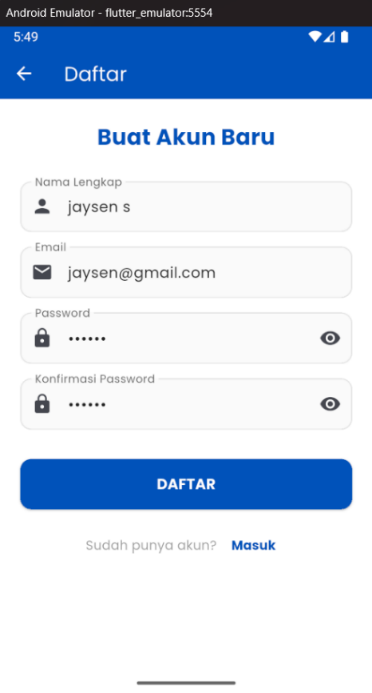 Android Emulator - flutter_emulator:5554
5:49
Daftar
Buat Akun Baru
Nama Lengkap
jaysen s
Email
jaysen@gmail.com
Password
••••••
Konfirmasi Password
••••••
DAFTAR
Sudah punya akun? Masuk